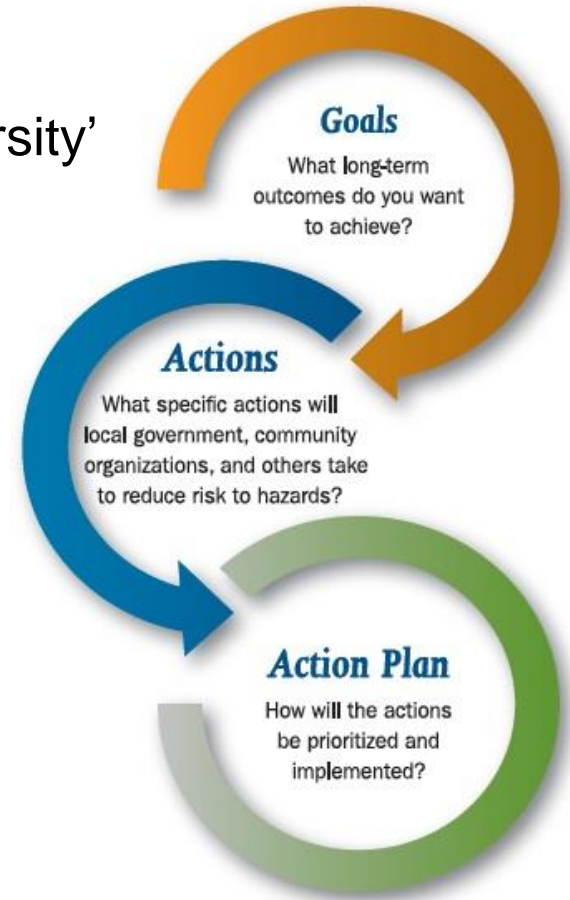 rsity’
Goals
What long-term
outcomes do you want
to achieve?
Actions
What specific actions will
local government, community
organizations, and others take
to reduce risk to hazards?
Action Plan
How will the actions
be prioritized and
implemented?